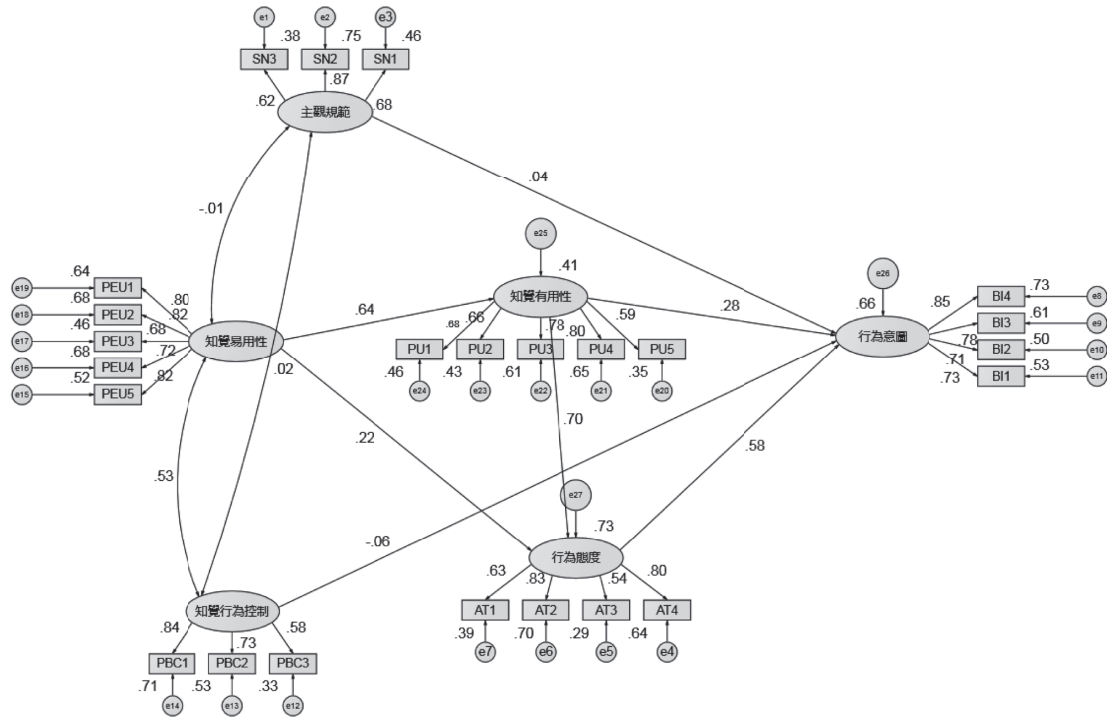 e1 e2 e3
.38 .75 .46
SN3 SN2 SN1
.62 .87 .68
主觀規範
.04
-.01
e25
.41
e19 .64 PEU1 .80
e18 .68 PEU2 .82
e17 .46 PEU3 .68
e16 .68 PEU4 .72
e15 .52 PEU5 .82
知覺易用性
.64
知覺有用性
.28
e26
.66
行為意圖
.85 BI4 .73 e8
.78 BI3 .61 e9
.71 BI2 .50 e10
.73 BI1 .53 e11
.68 .66 .78 .80 .59
PU1 PU2 PU3 PU4 PU5
.46 .43 .61 .65 .35
e24 e23 e22 e21 e20
.02
.22
.70
.58
.53
-.06
e27
.73
行為態度
.63 .83 .54 .80
AT1 AT2 AT3 AT4
.39 .70 .29 .64
e7 e6 e5 e4
知覺行為控制
.84 .73 .58
PBC1 PBC2 PBC3
.71 .53 .33
e14 e13 e12